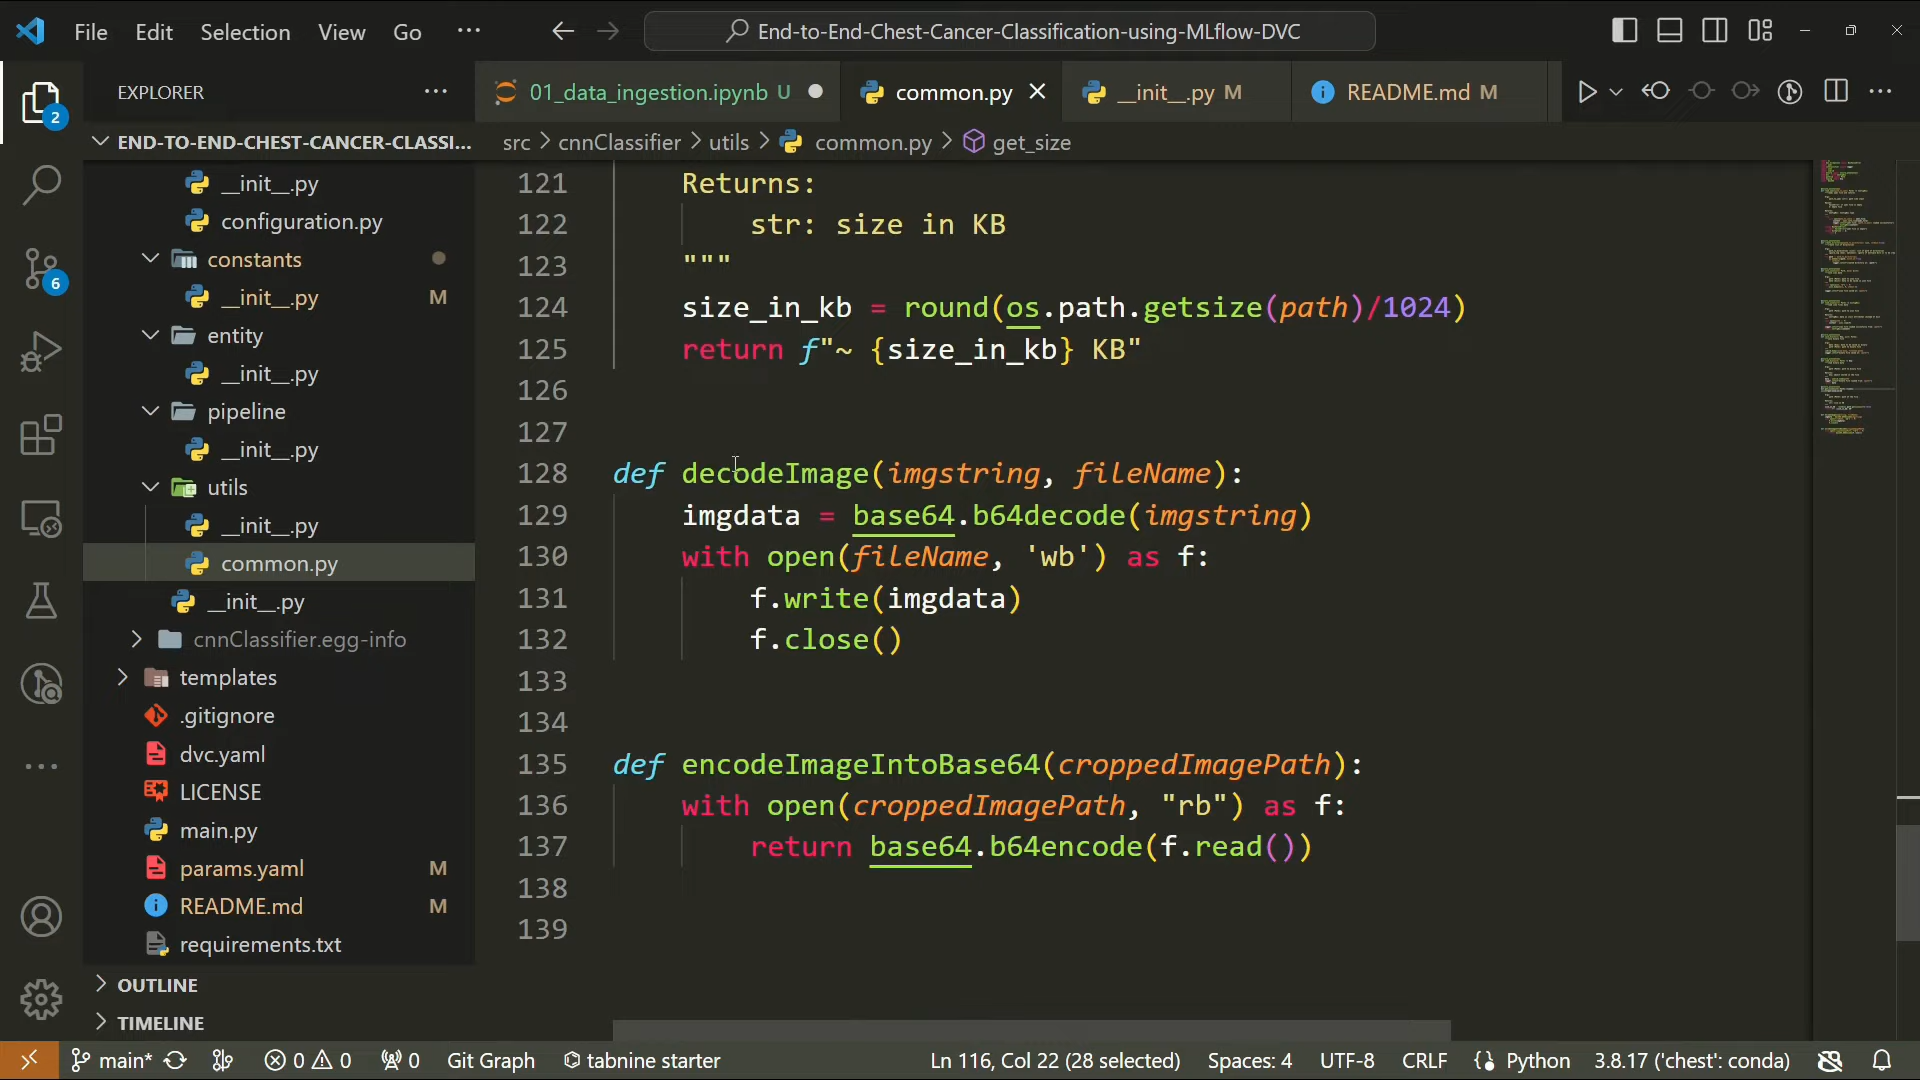 File Edit Selection View Go ···
End-to-End-Chest-Cancer-Classification-using-MLflow-DVC
EXPLORER
01_data_ingestion.ipynb U
common.py
__init__.py M
README.md M
END-TO-END-CHEST-CANCER-CLASSI...
src > cnnClassifier > utils > common.py > get_size
__init__.py
configuration.py
constants
__init__.py M
entity
__init__.py
pipeline
__init__.py
utils
__init__.py
common.py
__init__.py
cnnClassifier.egg-info
templates
.gitignore
dvc.yaml
LICENSE
main.py
params.yaml M
README.md M
requirements.txt
OUTLINE
TIMELINE
2
6
121 Returns:
122 str: size in KB
123 """
124 size_in_kb = round(os.path.getsize(path)/1024)
125 return f"~ {size_in_kb} KB"
126
127
128 def decodeImage(imgstring, fileName):
129 imgdata = base64.b64decode(imgstring)
130 with open(fileName, 'wb') as f:
131 f.write(imgdata)
132 f.close()
133
134
135 def encodeImageIntoBase64(croppedImagePath):
136 with open(croppedImagePath, "rb") as f:
137 return base64.b64encode(f.read())
138
139
main* 0 0 0 Git Graph tabnine starter Ln 116, Col 22 (28 selected) Spaces: 4 UTF-8 CRLF Python 3.8.17 ('chest': conda)